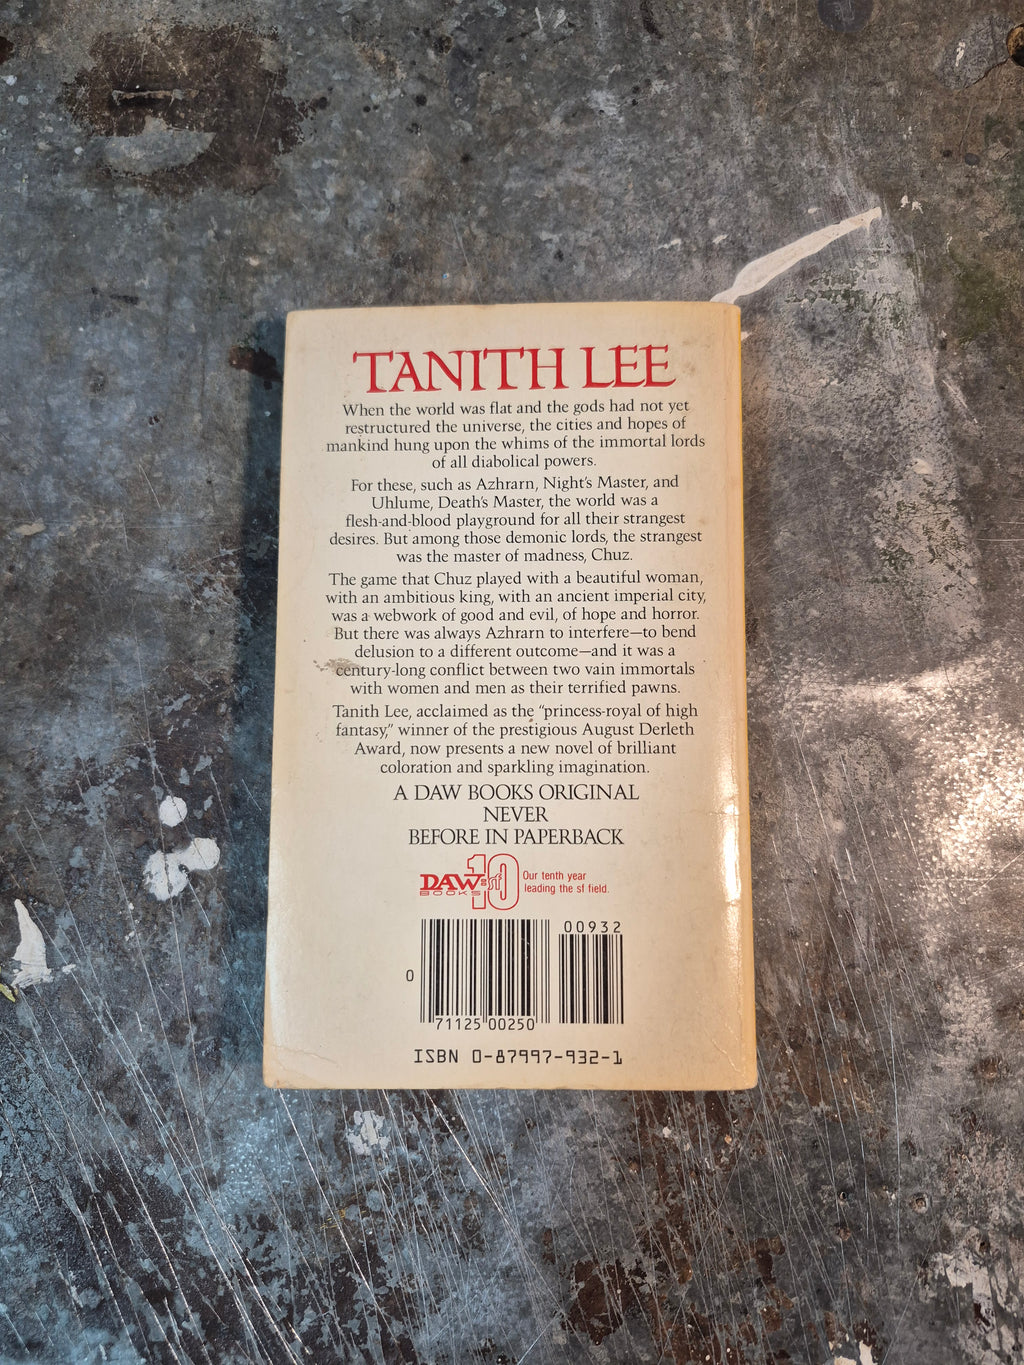 TANITH LEE
When the world was flat and the gods had not yet
restructured the universe, the cities and hopes of
mankind hung upon the whims of the immortal lords
of all diabolical powers.
For these, such as Azhrarn, Night's Master, and
Uhlume, Death's Master, the world was a
flesh-and-blood playground for all their strangest
desires. But among those demonic lords, the strangest
was the master of madness, Chuz.
The game that Chuz played with a beautiful woman,
with an ambitious king, with an ancient imperial city,
was a webwork of good and evil, of hope and horror.
But there was always Azhrarn to interfere—to bend
delusion to a different outcome—and it was a
century-long conflict between two vain immortals
with women and men as their terrified pawns.
Tanith Lee, acclaimed as the "princess-royal of high
fantasy," winner of the prestigious August Derleth
Award, now presents a new novel of brilliant
coloration and sparkling imagination.
A DAW BOOKS ORIGINAL
NEVER
BEFORE IN PAPERBACK
DAW sf 10
BOOKS
Our tenth year
leading the sf field.
00932
0
71125 00250
ISBN 0-87997-932-1